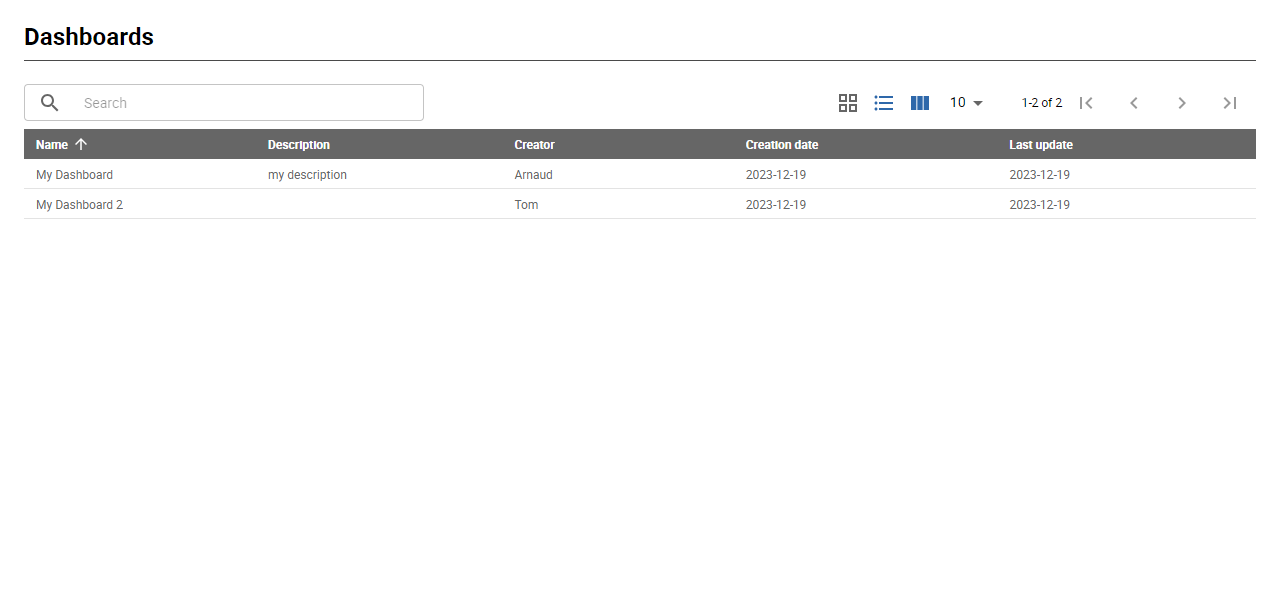 Dashboards
Search 10 1-2 of 2
Name Description Creator Creation date Last update
My Dashboard my description Arnaud 2023-12-19 2023-12-19
My Dashboard 2 Tom 2023-12-19 2023-12-19